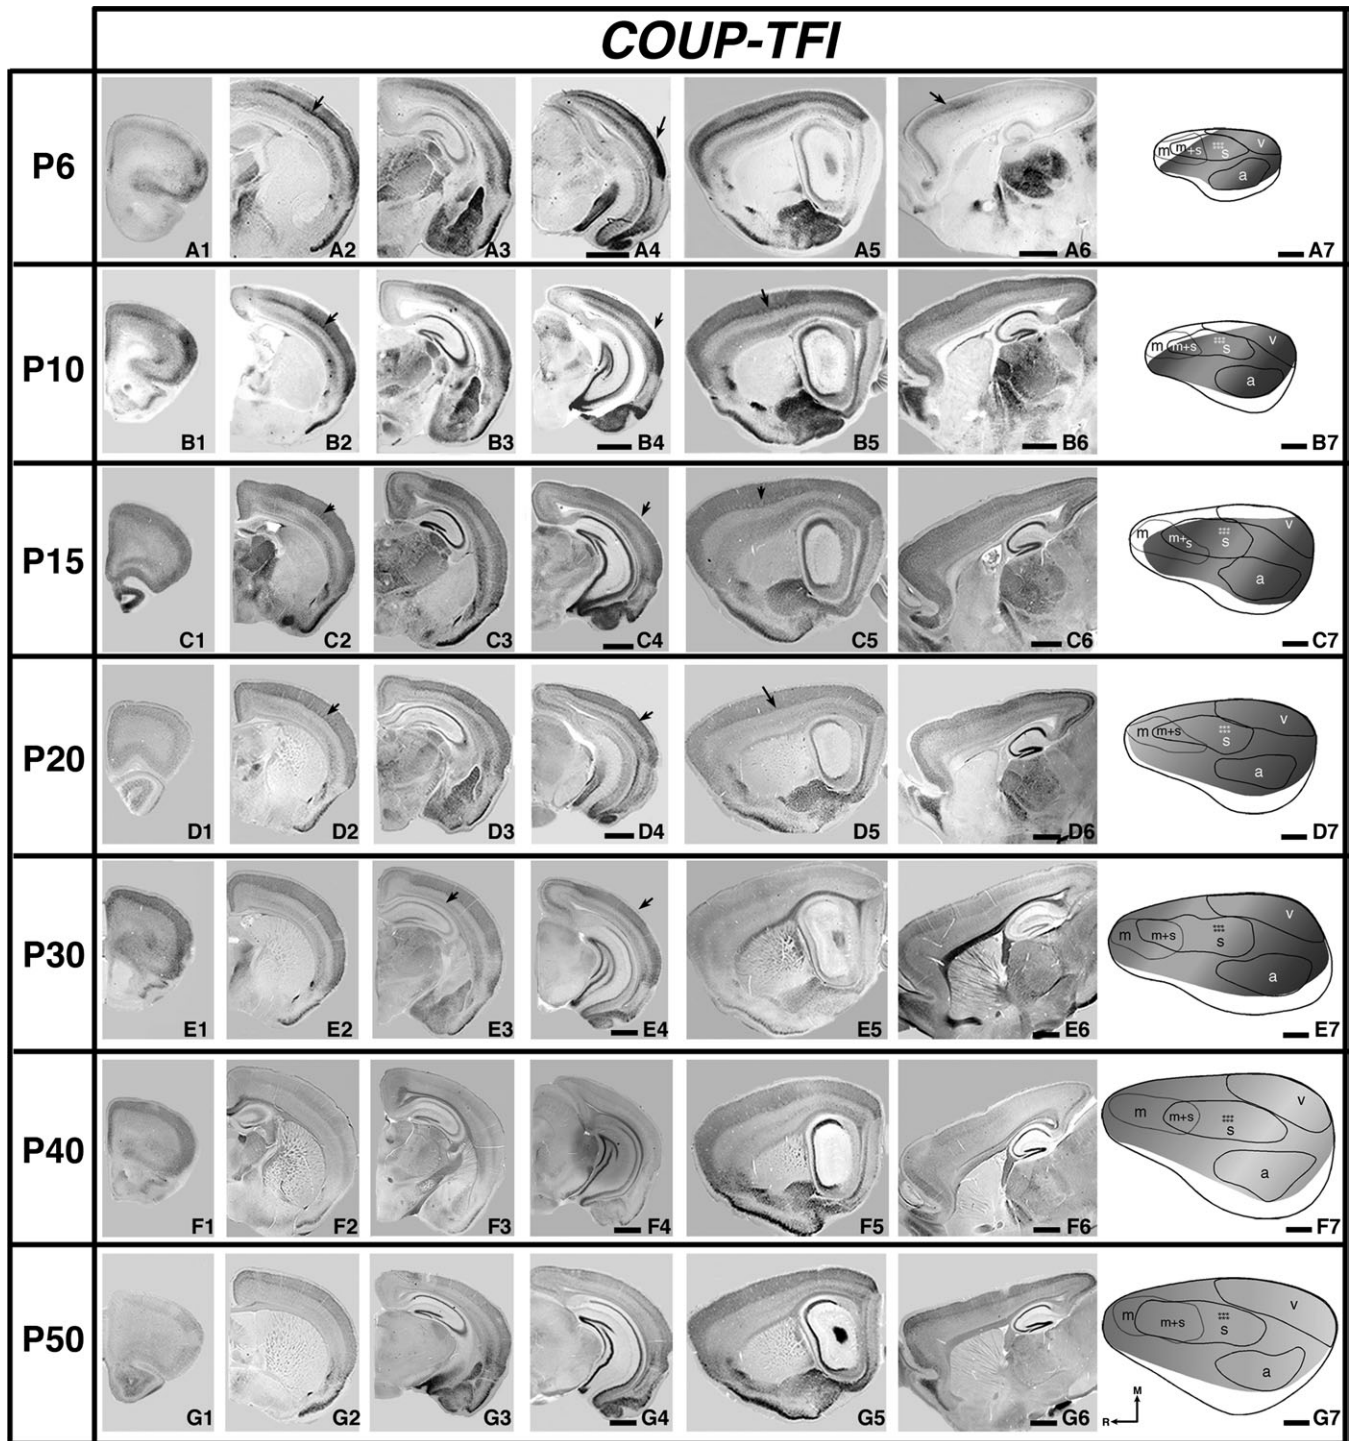 COUP-TFI
P6
A1 A2 A3 A4 A5 A6 A7
m m+s s v a
P10
B1 B2 B3 B4 B5 B6 B7
m m+s s v a
P15
C1 C2 C3 C4 C5 C6 C7
m m+s s v a
P20
D1 D2 D3 D4 D5 D6 D7
m m+s s v a
P30
E1 E2 E3 E4 E5 E6 E7
m m+s s v a
P40
F1 F2 F3 F4 F5 F6 F7
m m+s s v a
P50
G1 G2 G3 G4 G5 G6 G7
m m+s s v a
M
R